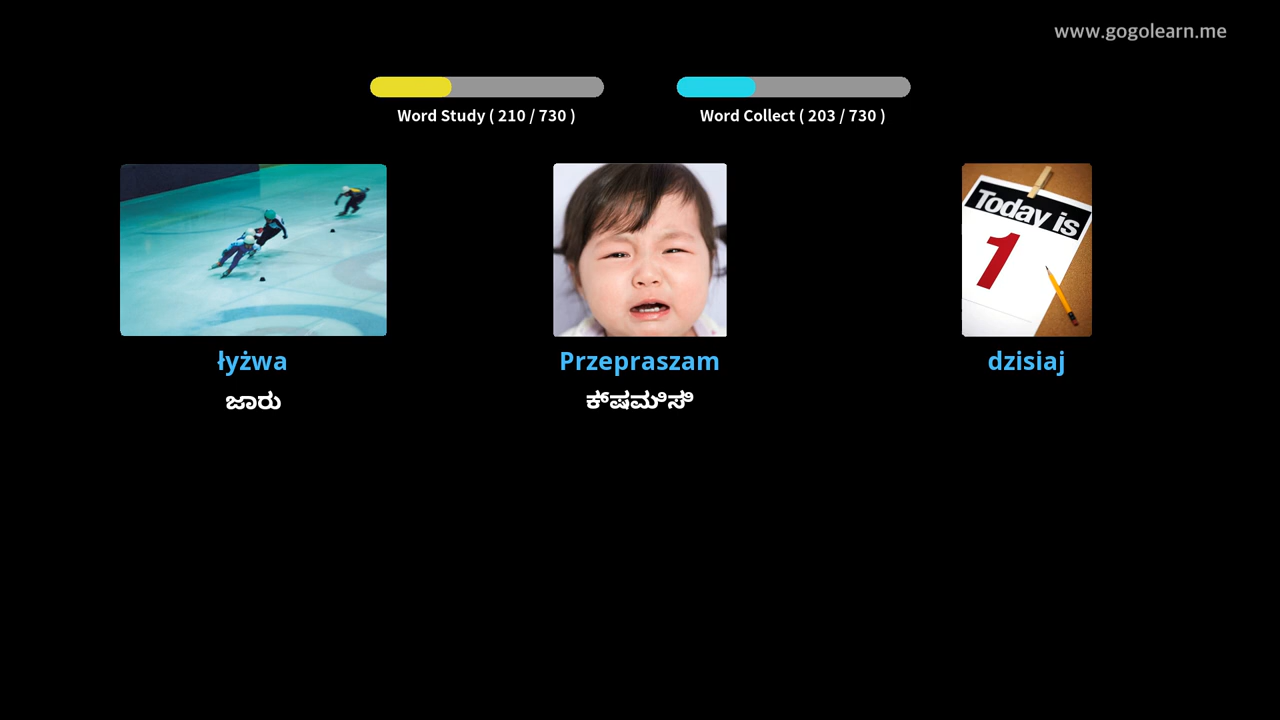 www.gogolearn.me
Word Study ( 210 / 730 )
Word Collect ( 203 / 730 )
Today is
1
łyżwa
Przepraszam
dzisiaj
ಜಾರು
ಕ್ಷಮಿಸಿ